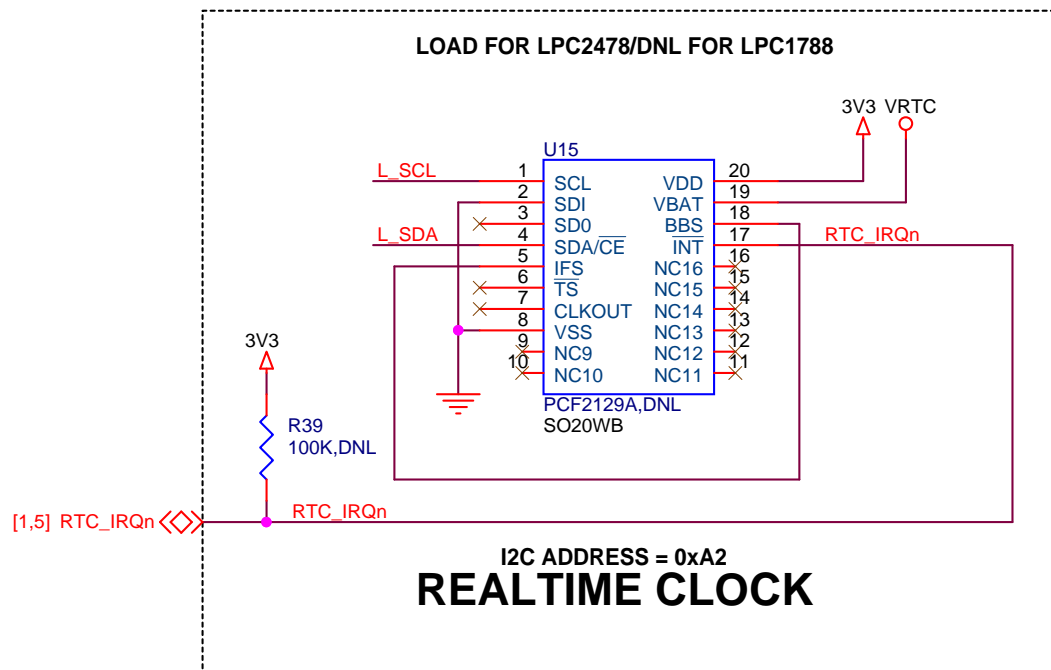 LOAD FOR LPC2478/DNL FOR LPC1788
3V3 VRTC
U15
L_SCL 1 SCL VDD 20
2 SDI VBAT 19
3 SD0 BBS 18
L_SDA 4 SDA/CE INT 17 RTC_IRQn
5 IFS NC16 16
6 TS NC15 15
7 CLKOUT NC14 14
8 VSS NC13 13
9 NC9 NC12 12
10 NC10 NC11 11
PCF2129A,DNL
SO20WB
3V3
R39
100K,DNL
[1,5] RTC_IRQn RTC_IRQn
I2C ADDRESS = 0xA2
REALTIME CLOCK